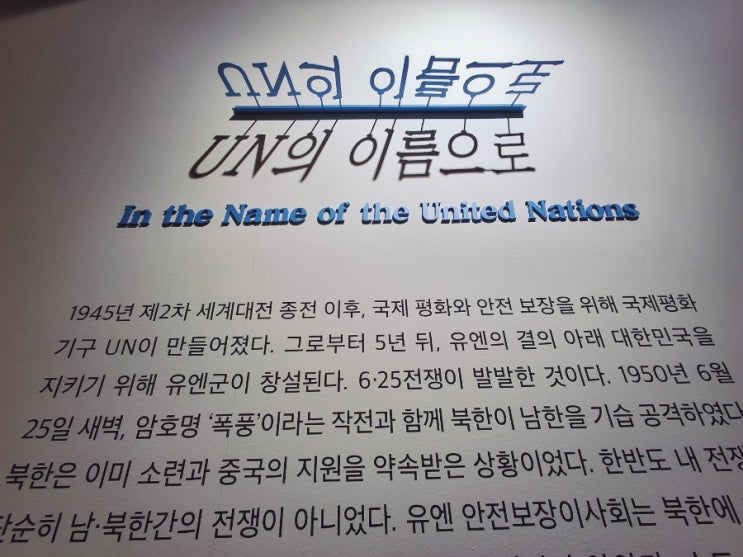 UN의 이름으로
UN의 이름으로
In the Name of the United Nations
1945년 제2차 세계대전 종전 이후, 국제 평화와 안전 보장을 위해 국제평화
기구 UN이 만들어졌다. 그로부터 5년 뒤, 유엔의 결의 아래 대한민국을
지키기 위해 유엔군이 창설된다. 6·25전쟁이 발발한 것이다. 1950년 6월
25일 새벽, 암호명 ‘폭풍’이라는 작전과 함께 북한이 남한을 기습 공격하였다
북한은 이미 소련과 중국의 지원을 약속받은 상황이었다. 한반도 내 전쟁
단순히 남·북한간의 전쟁이 아니었다. 유엔 안전보장이사회는 북한에